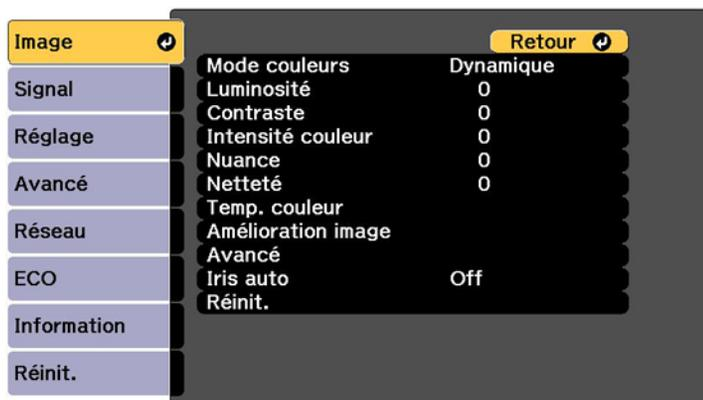 Image
Signal
Réglage
Avancé
Réseau
ECO
Information
Réinit.
Retour
Mode couleurs Dynamique
Luminosité 0
Contraste 0
Intensité couleur 0
Nuance 0
Netteté 0
Temp. couleur
Amélioration image
Avancé
Iris auto Off
Réinit.